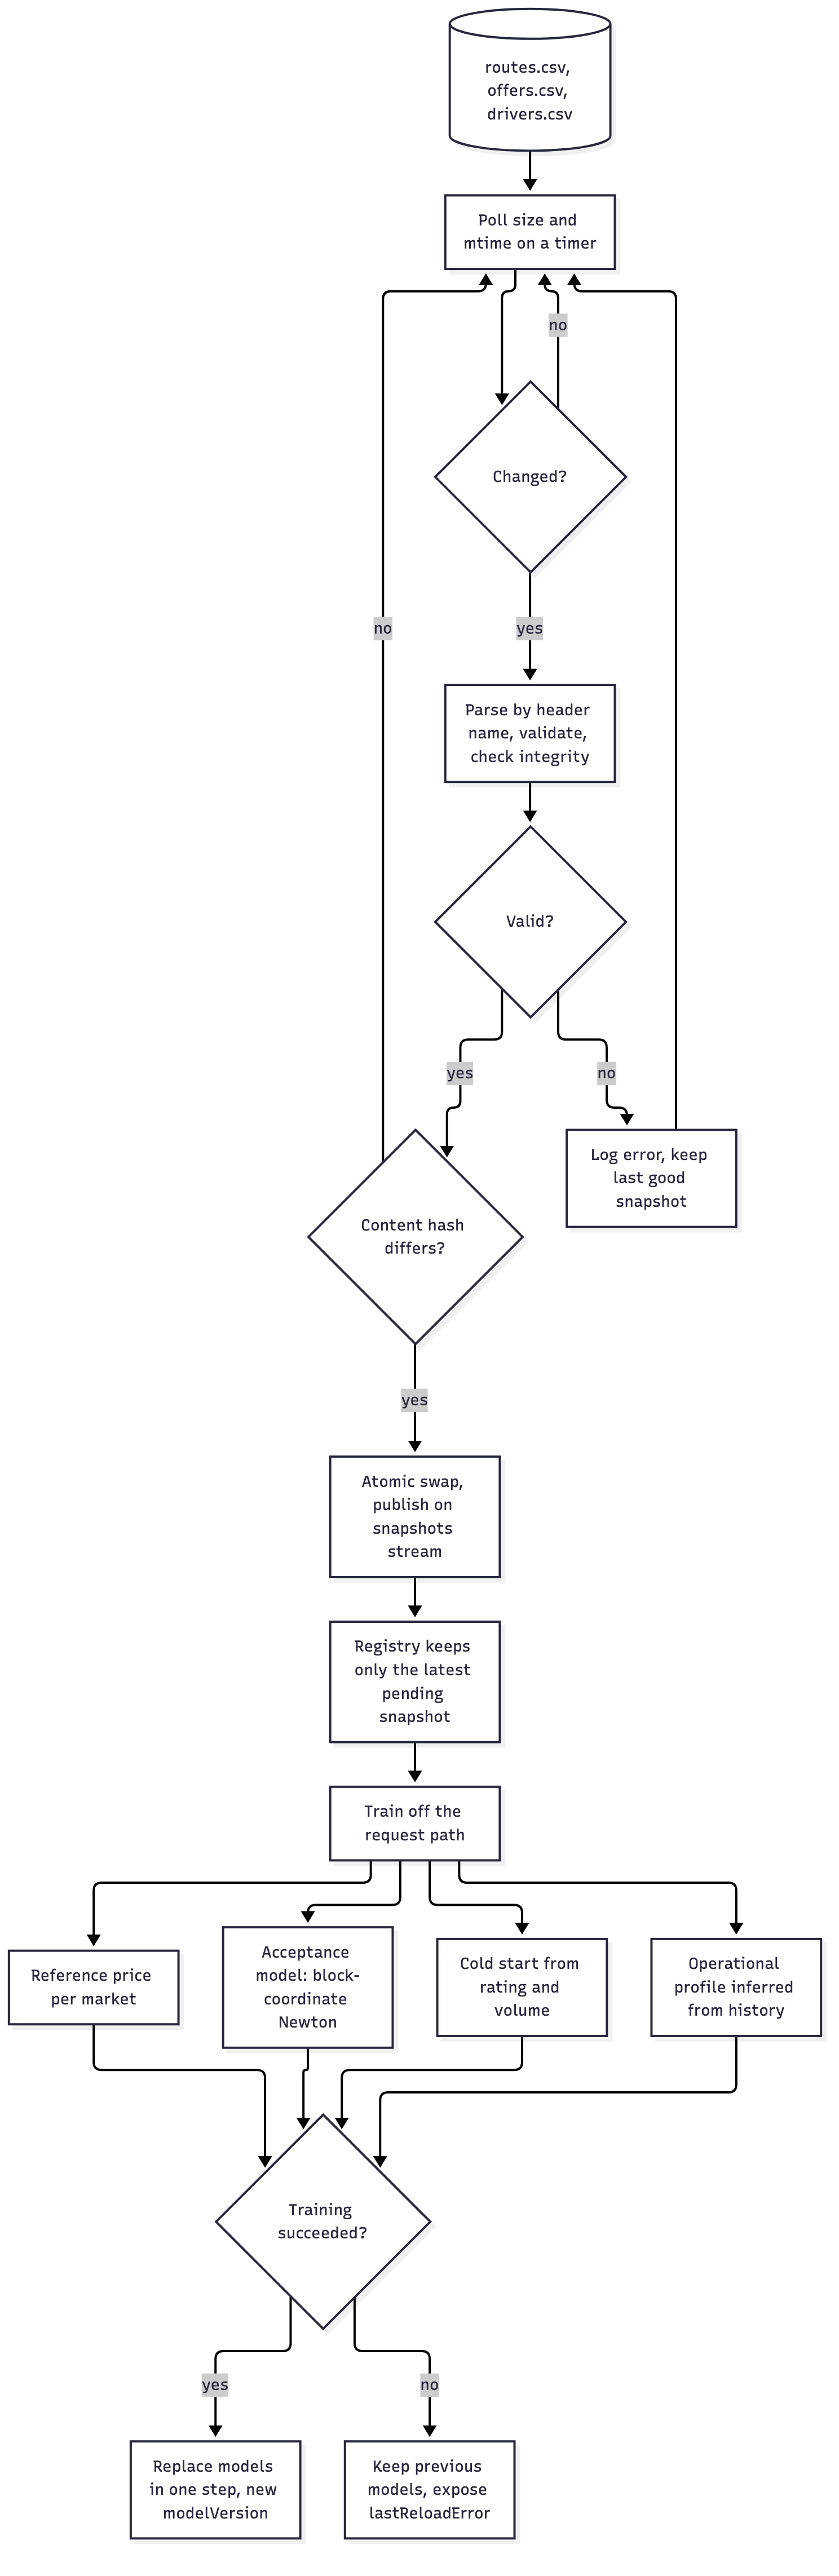 routes.csv,
offers.csv,
drivers.csv
Poll size and
mtime on a timer
no
Changed?
no
yes
Parse by header
name, validate,
check integrity
Valid?
yes
no
Log error, keep
last good
snapshot
Content hash
differs?
yes
Atomic swap,
publish on
snapshots
stream
Registry keeps
only the latest
pending
snapshot
Train off the
request path
Reference price
per market
Acceptance
model: block-
coordinate
Newton
Cold start from
rating and
volume
Operational
profile inferred
from history
Training
succeeded?
yes
no
Replace models
in one step, new
modelVersion
Keep previous
models, expose
lastReloadError